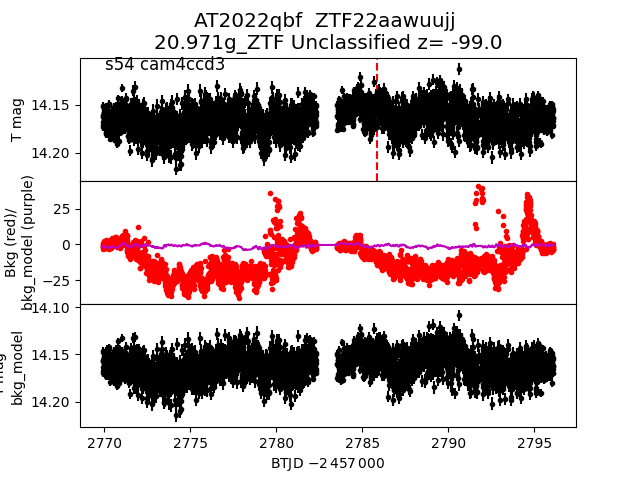 AT2022qbf  ZTF22aawuujj
20.971g_ZTF Unclassified z= -99.0
s54 cam4ccd3
T mag
14.15
14.20
Bkg (red)/
bkg_model (purple)
25
0
−25
bkg_model
14.10
14.15
14.20
2770 2775 2780 2785 2790 2795
BTJD −2 457 000